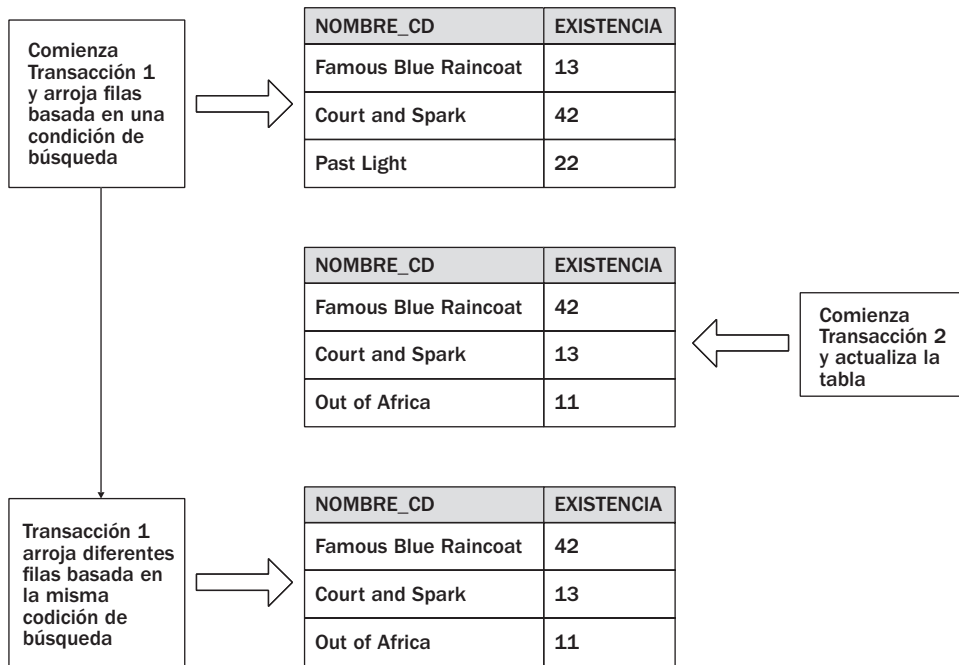 Comienza
Transacción 1
y arroja filas
basada en una
condición de
búsqueda
NOMBRE_CD EXISTENCIA
Famous Blue Raincoat 13
Court and Spark 42
Past Light 22
NOMBRE_CD EXISTENCIA
Famous Blue Raincoat 42
Court and Spark 13
Out of Africa 11
Comienza
Transacción 2
y actualiza la
tabla
Transacción 1
arroja diferentes
filas basada en
la misma
codición de
búsqueda
NOMBRE_CD EXISTENCIA
Famous Blue Raincoat 42
Court and Spark 13
Out of Africa 11